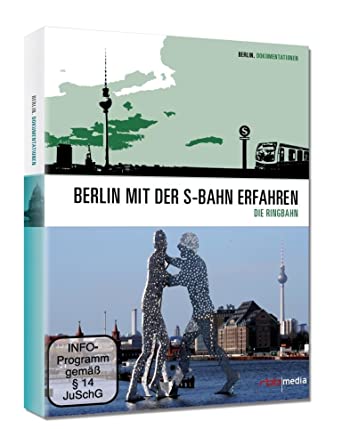 BERLIN. DOKUMENTATIONEN
BERLIN. DOKUMENTATIONEN
S
BERLIN MIT DER S-BAHN ERFAHREN
DIE RINGBAHN
INFO-
Programm
gemäß
§ 14
JuSchG
media